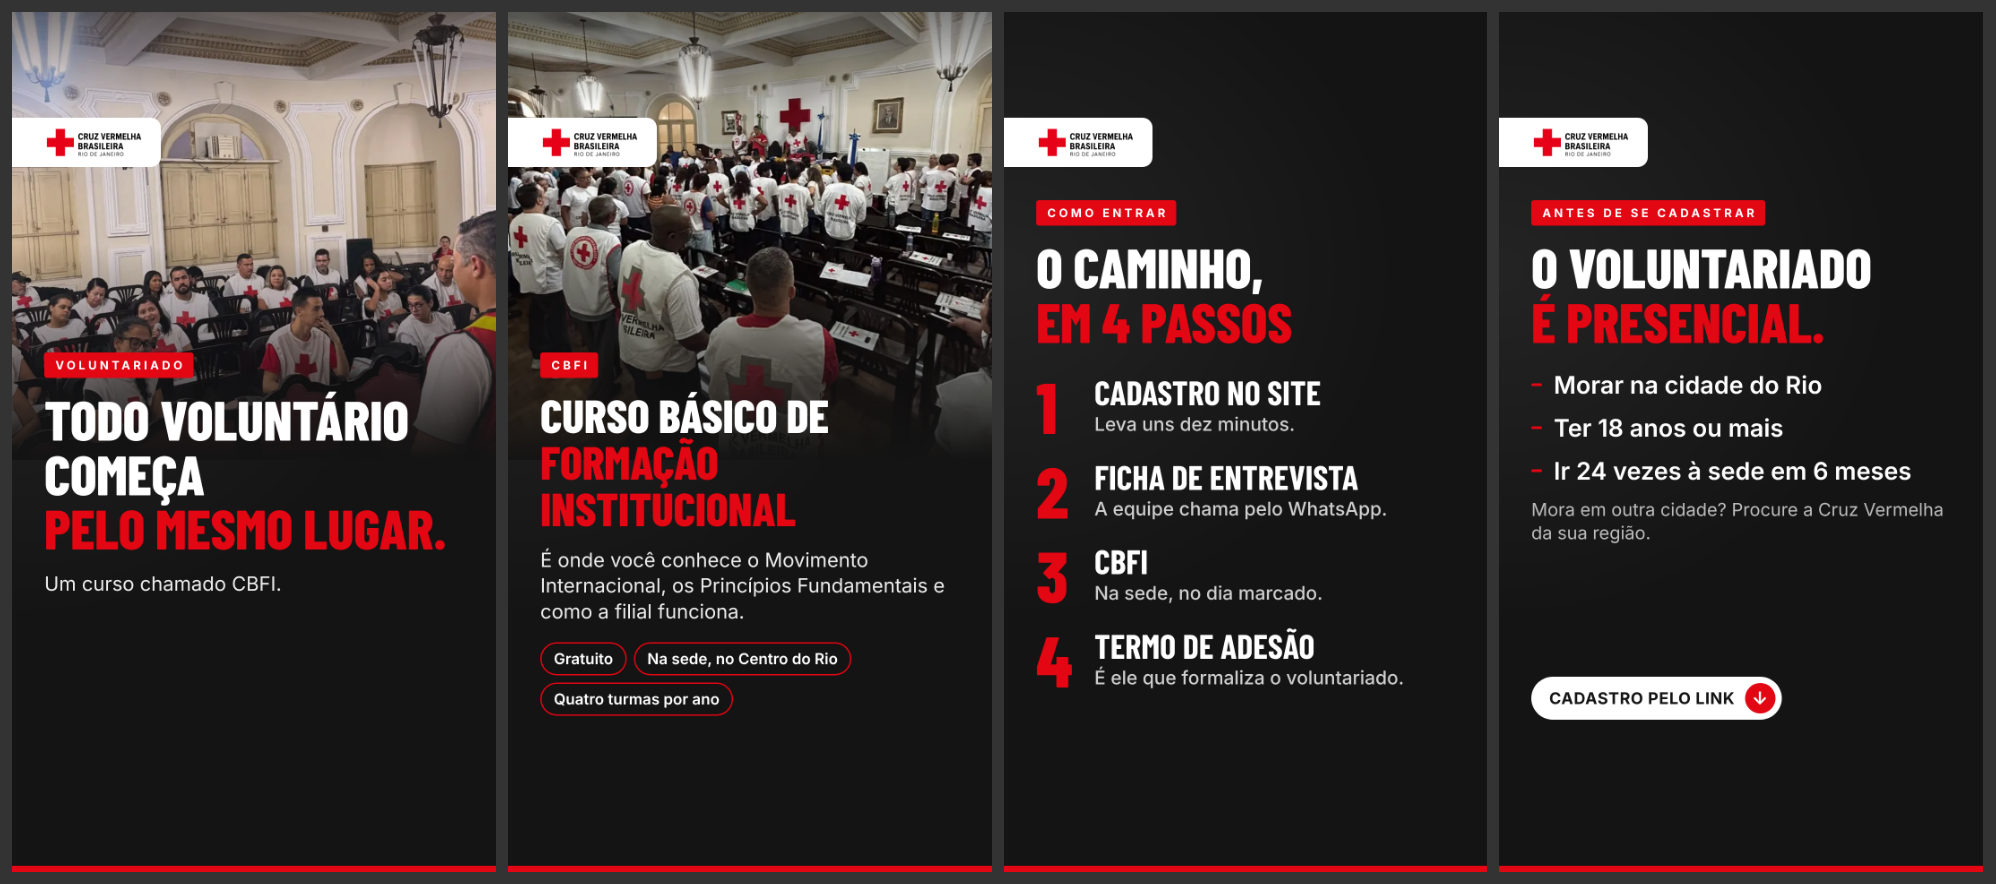 CRUZ VERMELHA
BRASILEIRA
RIO DE JANEIRO
VOLUNTARIADO
TODO VOLUNTÁRIO
COMEÇA
PELO MESMO LUGAR.
Um curso chamado CBFI.
CRUZ VERMELHA
BRASILEIRA
RIO DE JANEIRO
CBFI
CURSO BÁSICO DE
FORMAÇÃO
INSTITUCIONAL
É onde você conhece o Movimento
Internacional, os Princípios Fundamentais e
como a filial funciona.
Gratuito
Na sede, no Centro do Rio
Quatro turmas por ano
CRUZ VERMELHA
BRASILEIRA
RIO DE JANEIRO
COMO ENTRAR
O CAMINHO,
EM 4 PASSOS
1
CADASTRO NO SITE
Leva uns dez minutos.
2
FICHA DE ENTREVISTA
A equipe chama pelo WhatsApp.
3
CBFI
Na sede, no dia marcado.
4
TERMO DE ADESÃO
É ele que formaliza o voluntariado.
CRUZ VERMELHA
BRASILEIRA
RIO DE JANEIRO
ANTES DE SE CADASTRAR
O VOLUNTARIADO
É PRESENCIAL.
– Morar na cidade do Rio
– Ter 18 anos ou mais
– Ir 24 vezes à sede em 6 meses
Mora em outra cidade? Procure a Cruz Vermelha
da sua região.
CADASTRO PELO LINK